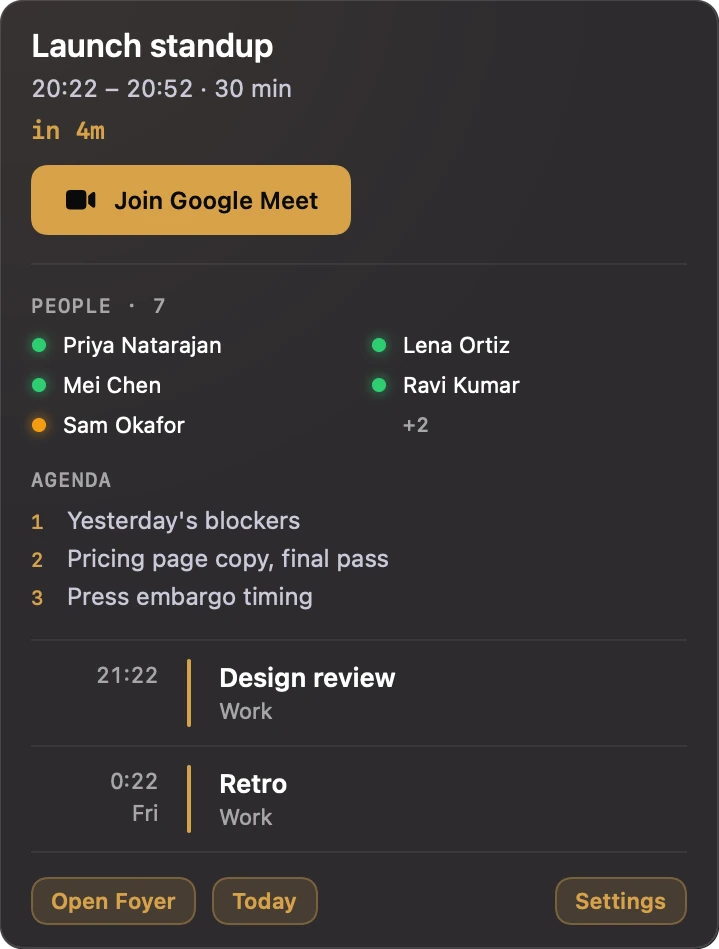 Launch standup
20:22 – 20:52 · 30 min
in 4m
Join Google Meet
PEOPLE · 7
Priya Natarajan
Lena Ortiz
Mei Chen
Ravi Kumar
Sam Okafor
+2
AGENDA
1 Yesterday's blockers
2 Pricing page copy, final pass
3 Press embargo timing
21:22 Design review
Work
0:22 Retro
Fri Work
Open Foyer
Today
Settings